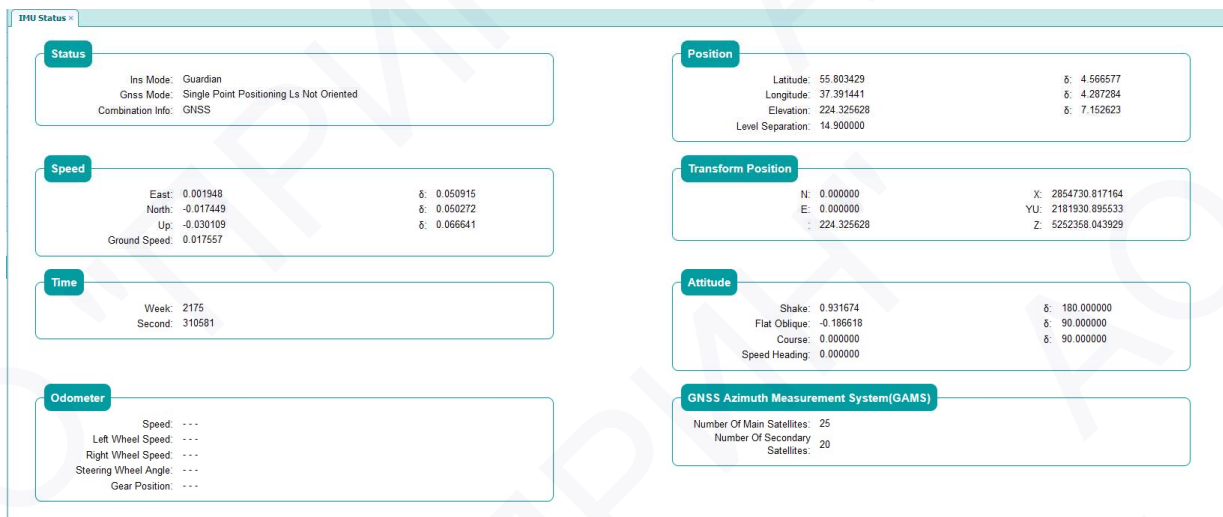 IMU Status ×
Status
Ins Mode: Guardian
Gnss Mode: Single Point Positioning Ls Not Oriented
Combination Info: GNSS
Position
Latitude: 55.803429 δ: 4.566577
Longitude: 37.391441 δ: 4.287284
Elevation: 224.325628 δ: 7.152623
Level Separation: 14.900000
Speed
East: 0.001948 δ: 0.050915
North: -0.017449 δ: 0.050272
Up: -0.030109 δ: 0.066641
Ground Speed: 0.017557
Transform Position
N: 0.000000 X: 2854730.817164
E: 0.000000 YU: 2181930.895533
: 224.325628 Z: 5252358.043929
Time
Week: 2175
Second: 310581
Attitude
Shake: 0.931674 δ: 180.000000
Flat Oblique: -0.186618 δ: 90.000000
Course: 0.000000 δ: 90.000000
Speed Heading: 0.000000
Odometer
Speed: - - -
Left Wheel Speed: - - -
Right Wheel Speed: - - -
Steering Wheel Angle: - - -
Gear Position: - - -
GNSS Azimuth Measurement System(GAMS)
Number Of Main Satellites: 25
Number Of Secondary
Satellites: 20
АО "ПРИН"